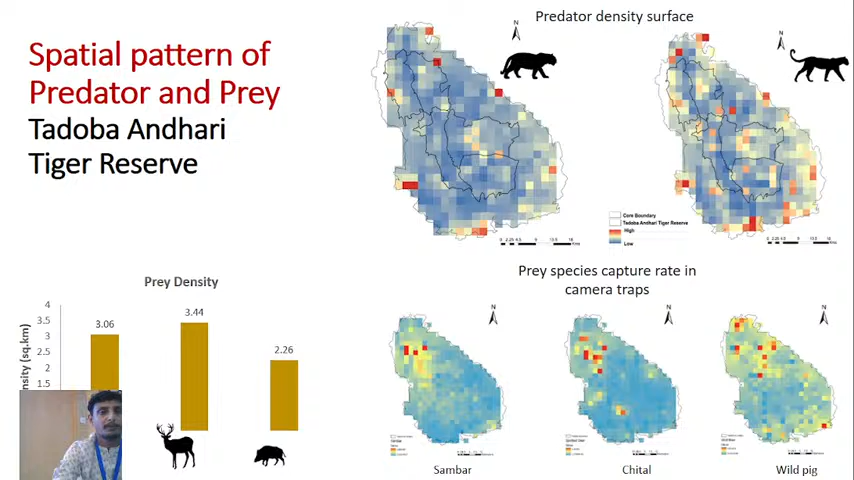 Spatial pattern of
Predator and Prey
Tadoba Andhari
Tiger Reserve
Predator density surface
N
N
Core Boundary
Tadoba Andhari Tiger Reserve
High
Low
Prey species capture rate in
camera traps
N
N
N
Sambar
Chital
Wild pig
Prey Density
4
3.5
3
2.5
2
1.5
nsity (sq.km)
3.06
3.44
2.26